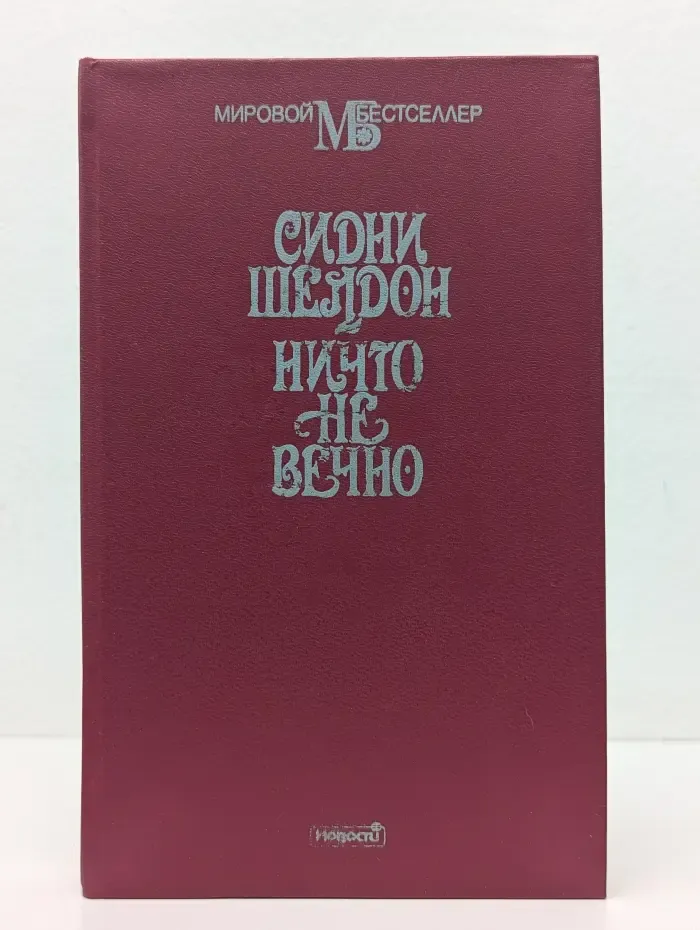 МИРОВОЙ МБ БЕСТСЕЛЛЕР
СИДНИ
ШЕЛДОН
НИЧТО
НЕ
ВЕЧНО
НОВОСТИ